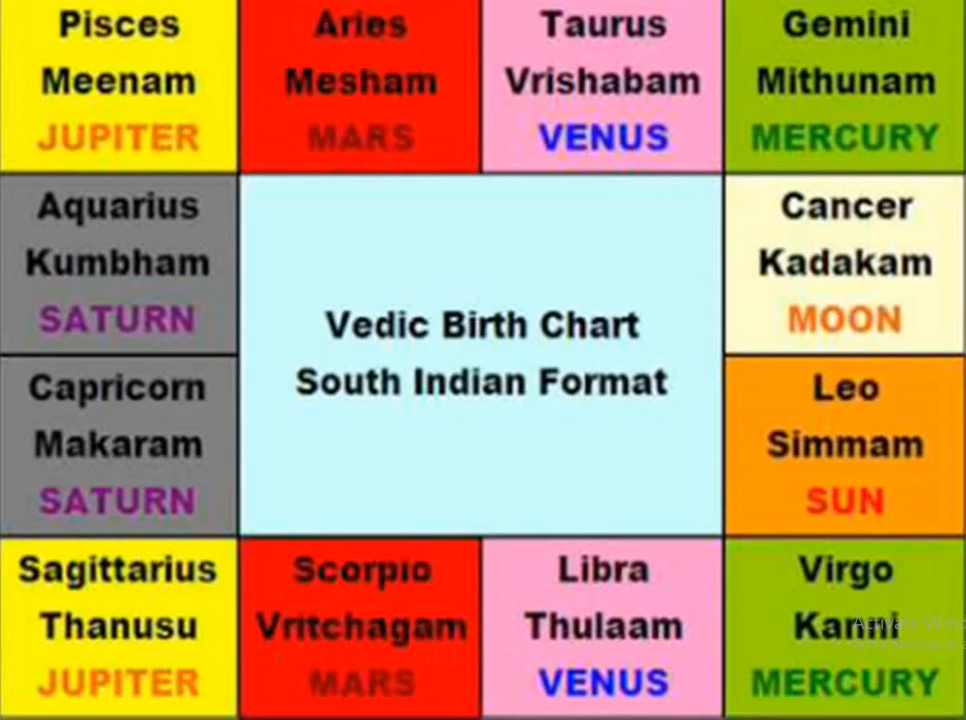 Pisces
Meenam
JUPITER
Aries
Mesham
MARS
Taurus
Vrishabam
VENUS
Gemini
Mithunam
MERCURY
Aquarius
Kumbham
SATURN
Vedic Birth Chart
South Indian Format
Cancer
Kadakam
MOON
Capricorn
Makaram
SATURN
Leo
Simmam
SUN
Sagittarius
Thanusu
JUPITER
Scorpio
Vritchagam
MARS
Libra
Thulaam
VENUS
Virgo
Kanni
MERCURY
Activate Wind